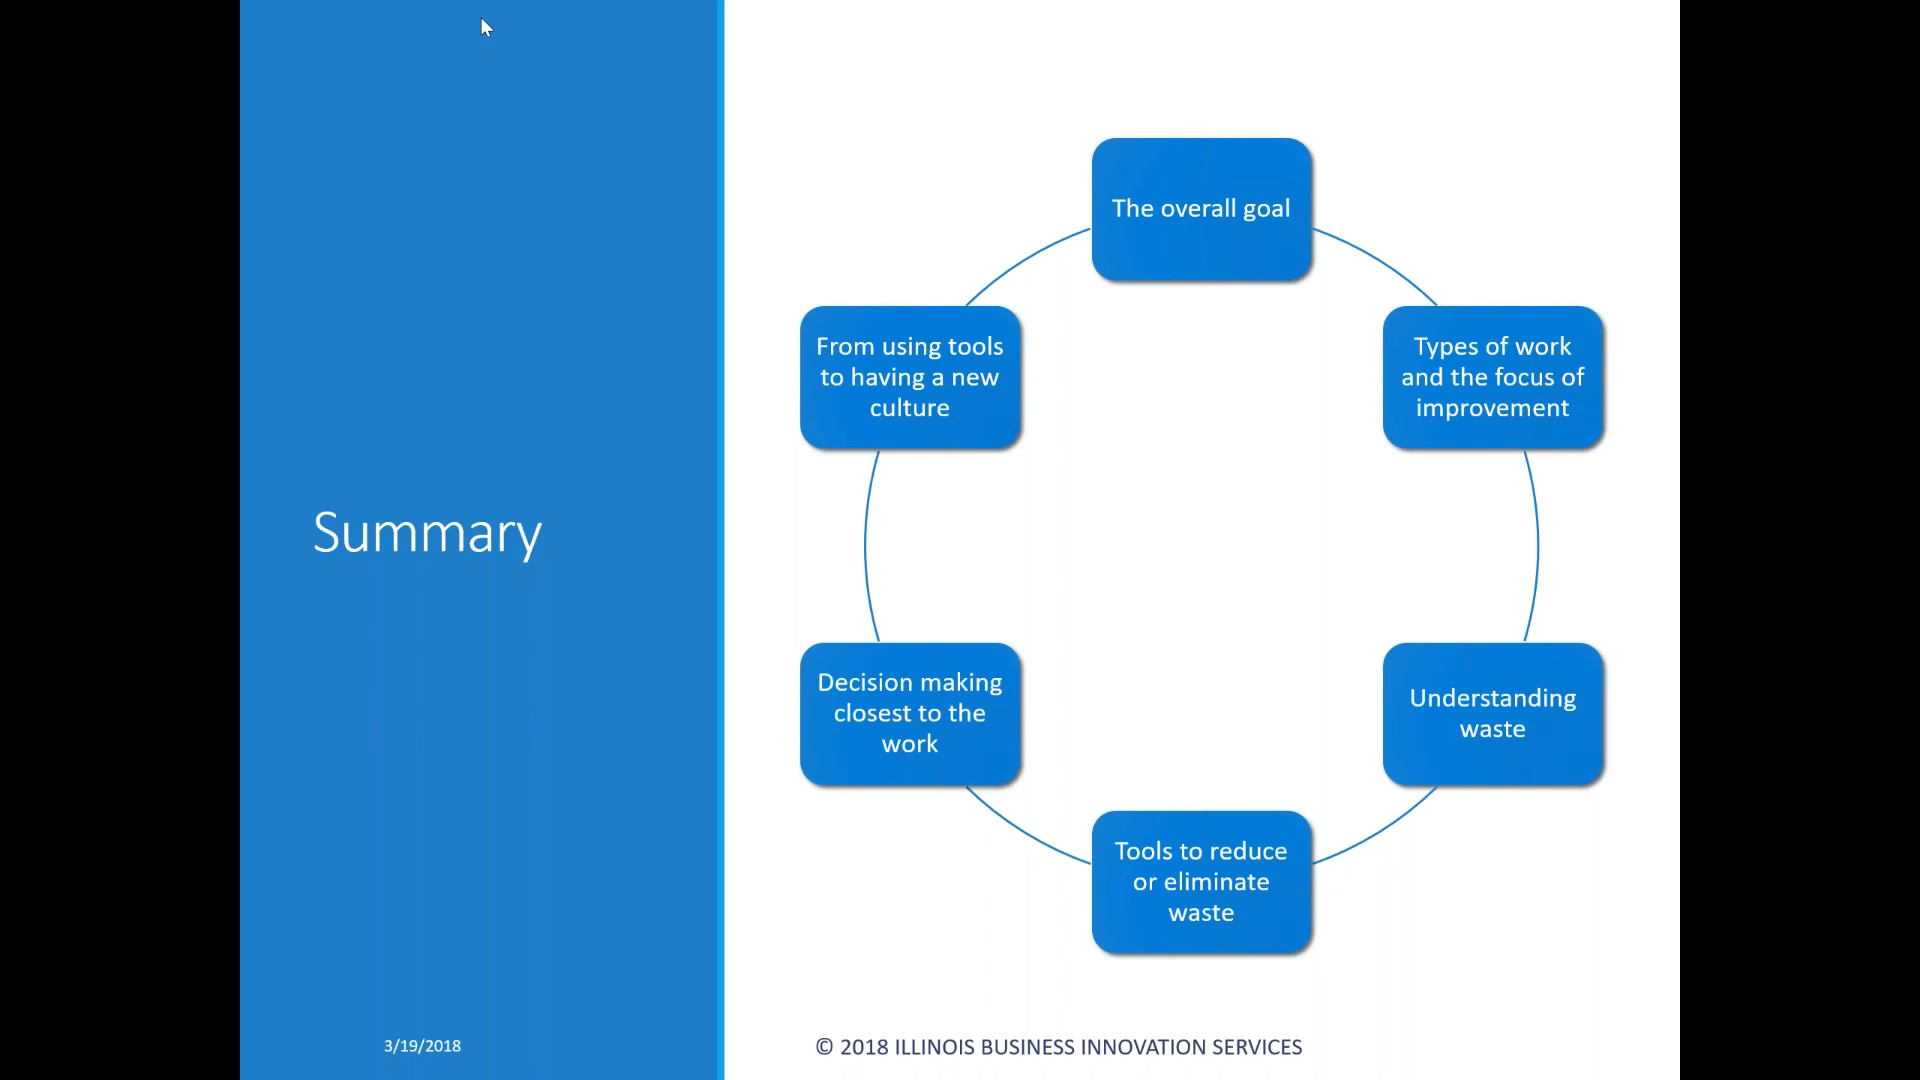 Summary
The overall goal
Types of work
and the focus of
improvement
Understanding
waste
Tools to reduce
or eliminate
waste
Decision making
closest to the
work
From using tools
to having a new
culture
3/19/2018
© 2018 ILLINOIS BUSINESS INNOVATION SERVICES